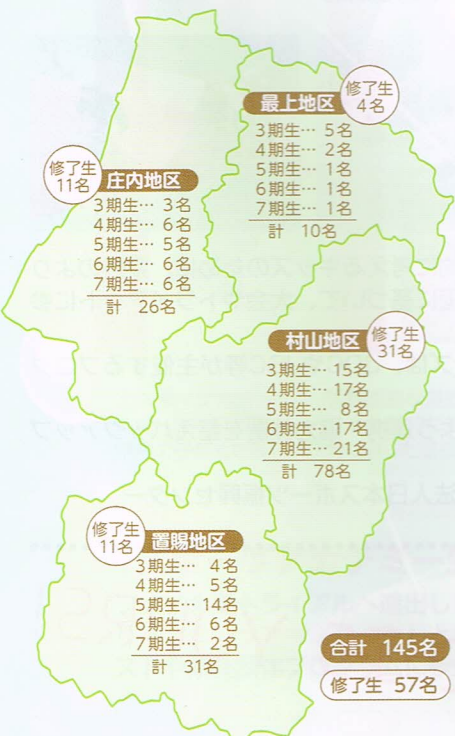 最上地区
修了生
4名
3期生… 5名
4期生… 2名
5期生… 1名
6期生… 1名
7期生… 1名
計 10名
庄内地区
修了生
11名
3期生… 3名
4期生… 6名
5期生… 5名
6期生… 6名
7期生… 6名
計 26名
村山地区
修了生
31名
3期生… 15名
4期生… 17名
5期生… 8名
6期生… 17名
7期生… 21名
計 78名
置賜地区
修了生
11名
3期生… 4名
4期生… 5名
5期生… 14名
6期生… 6名
7期生… 2名
計 31名
合計 145名
修了生 57名